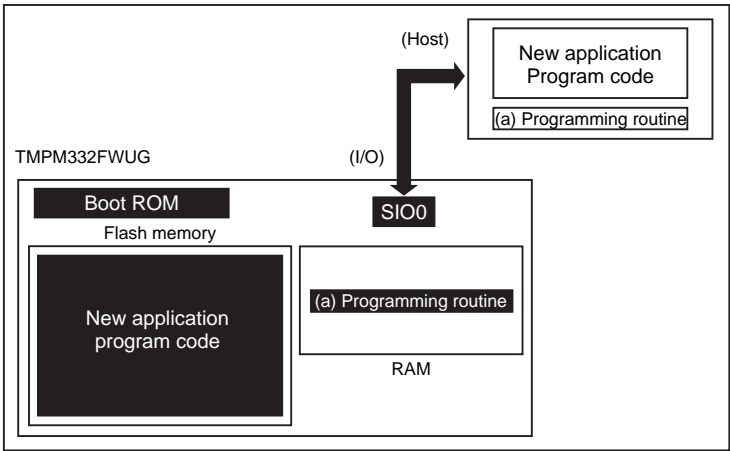 (Host)
New application
Program code
(a) Programming routine
TMPM332FWUG
(I/O)
Boot ROM
SIO0
Flash memory
New application
program code
(a) Programming routine
RAM